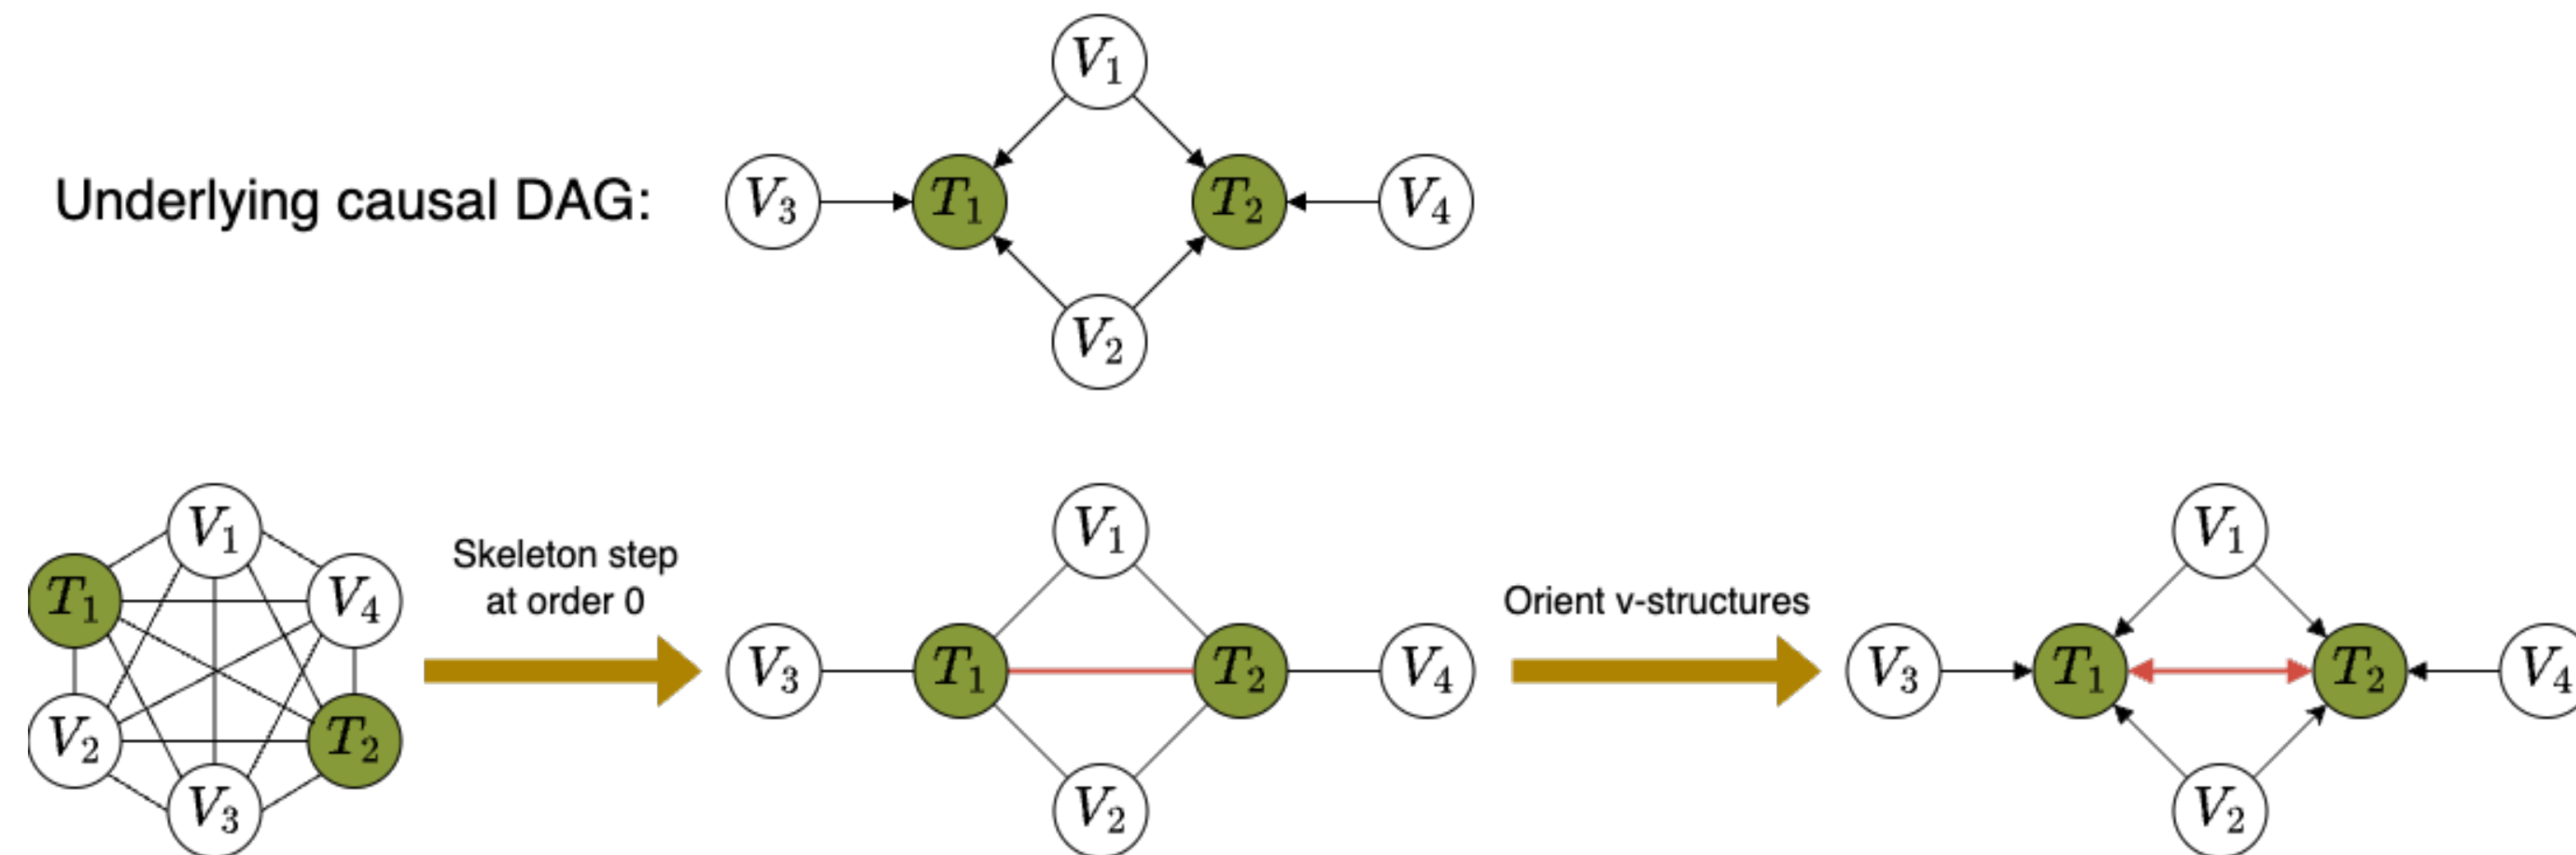 V₁
Underlying causal DAG:
V₃ T₁ T₂ V₄
V₂
V₁
T₁ V₄
V₂ T₂
V₃
Skeleton step
at order 0
V₁
V₃ T₁ T₂ V₄
V₂
Orient v-structures
V₁
V₃ T₁ T₂ V₄
V₂